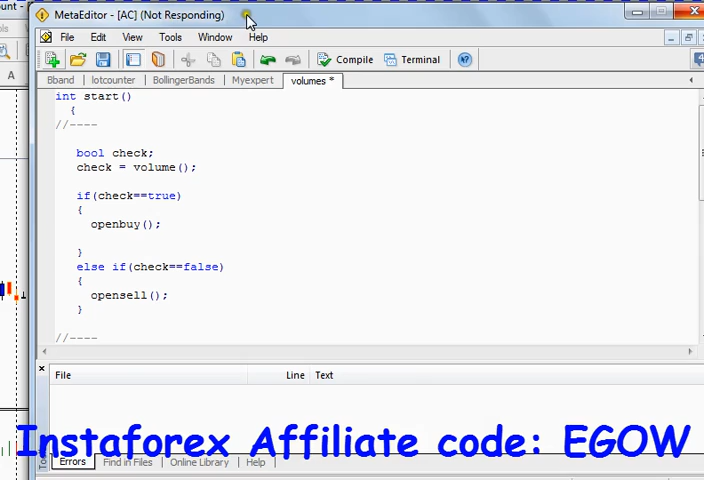 ount -
MetaEditor - [AC] (Not Responding)
File Edit View Tools Window Help
Compile Terminal
A
Bband lotcounter BollingerBands Myexpert volumes *
int start()
{
//----
bool check;
check = volume();
if(check==true)
{
openbuy();
}
else if(check==false)
{
opensell();
}
//----
File Line Text
Instaforex Affiliate code: EGOW
Errors Find in Files Online Library Help